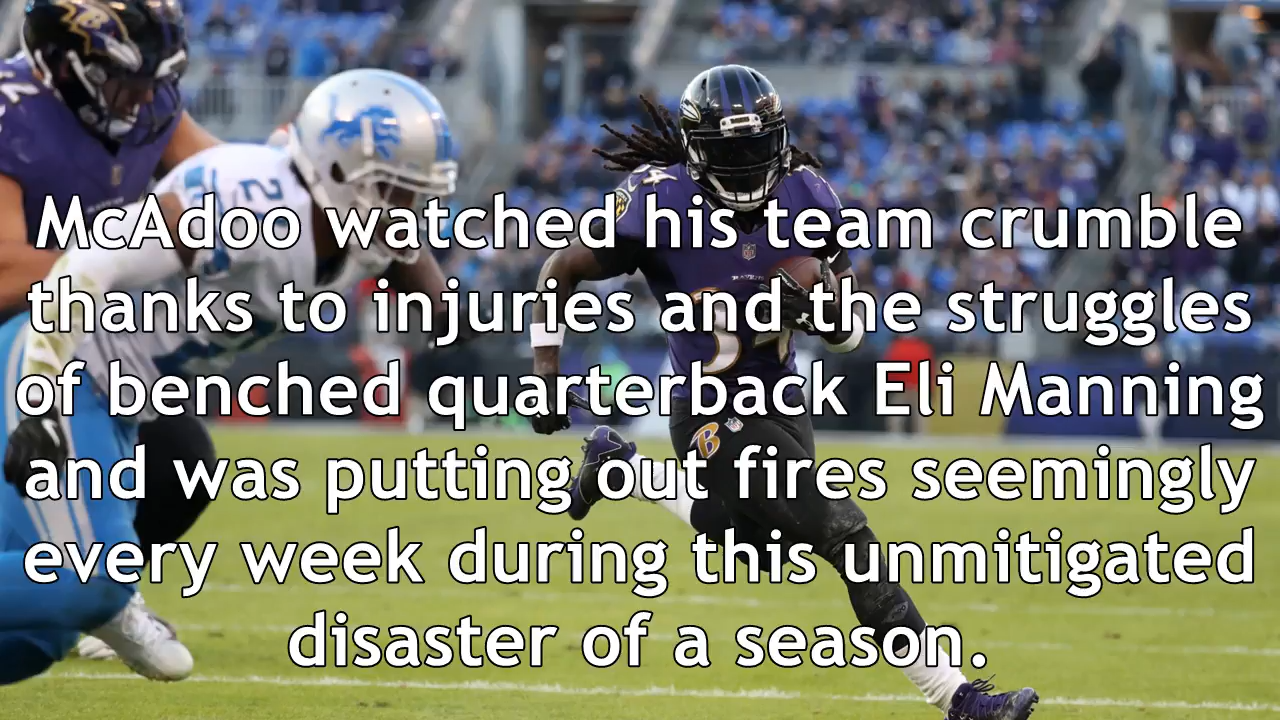 McAdoo watched his team crumble
thanks to injuries and the struggles
of benched quarterback Eli Manning
and was putting out fires seemingly
every week during this unmitigated
disaster of a season.